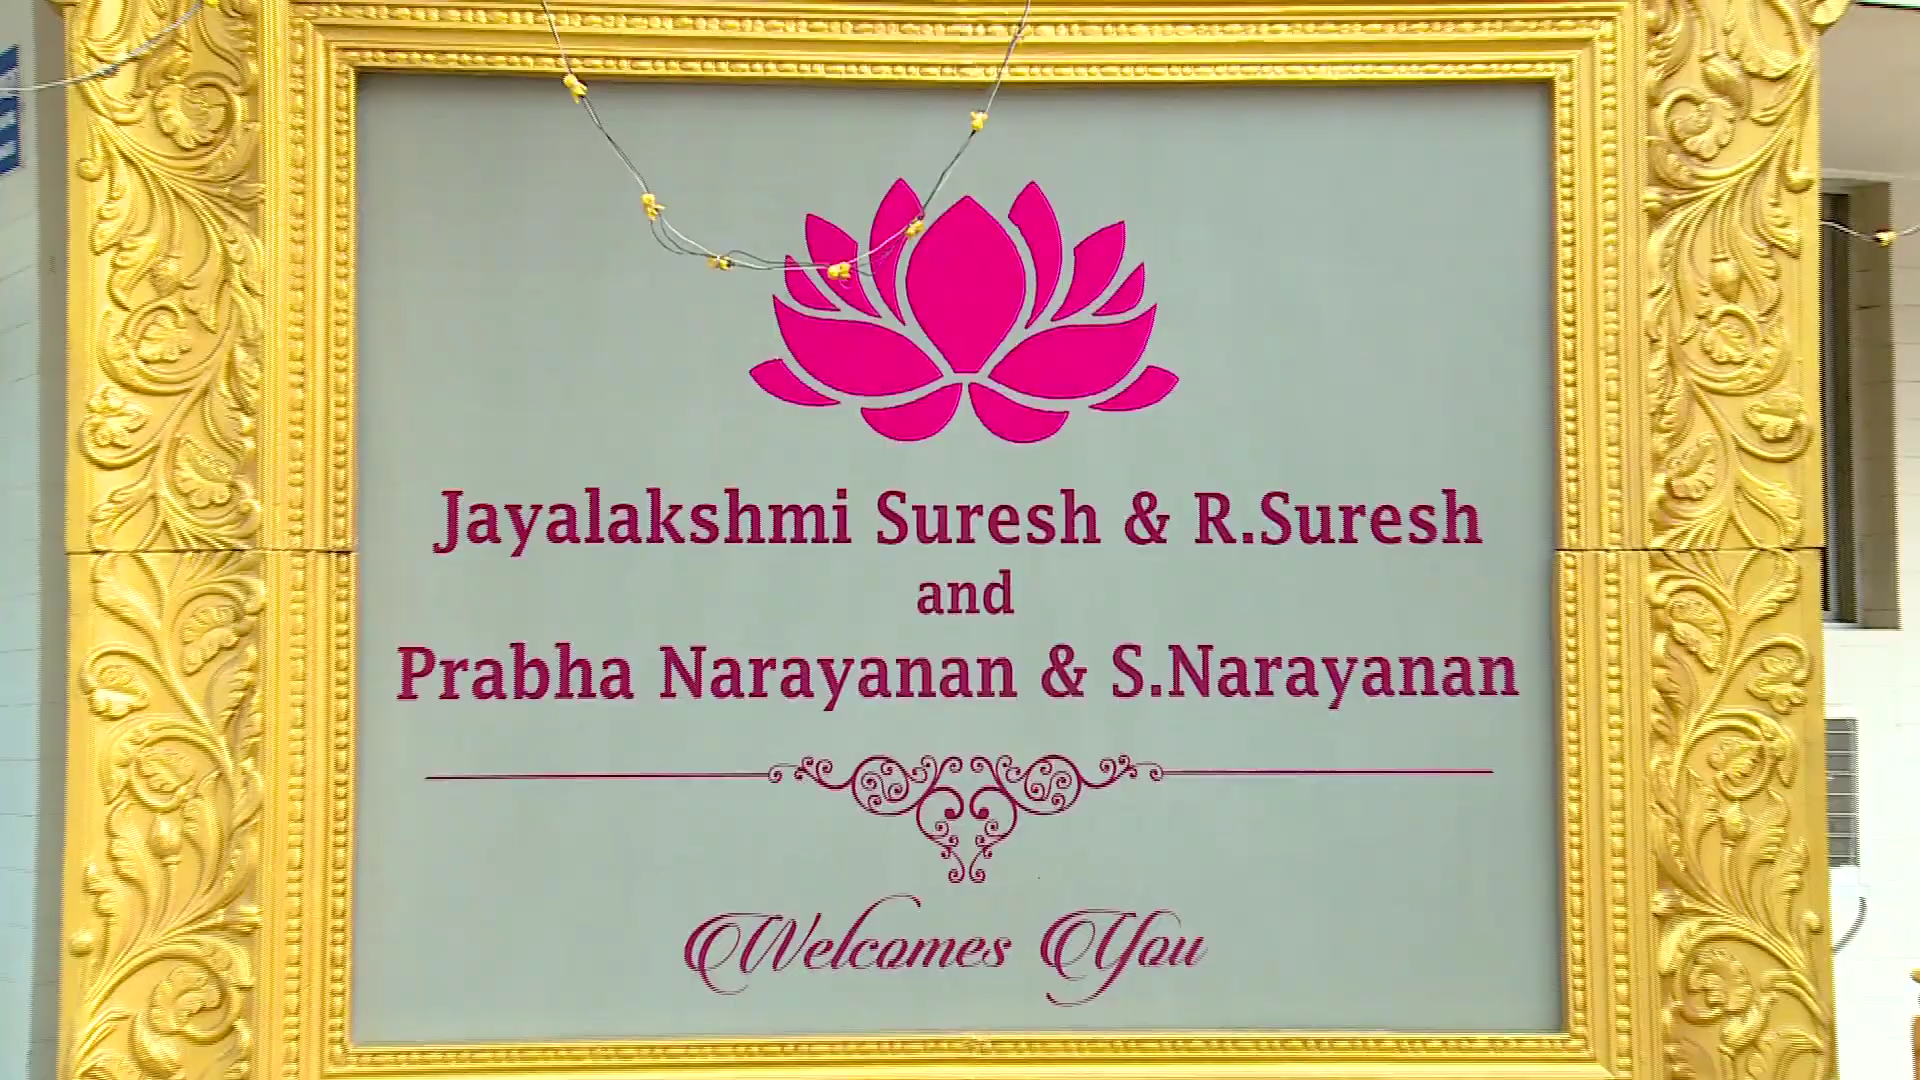 Jayalakshmi Suresh & R.Suresh
and
Prabha Narayanan & S.Narayanan
Welcomes You